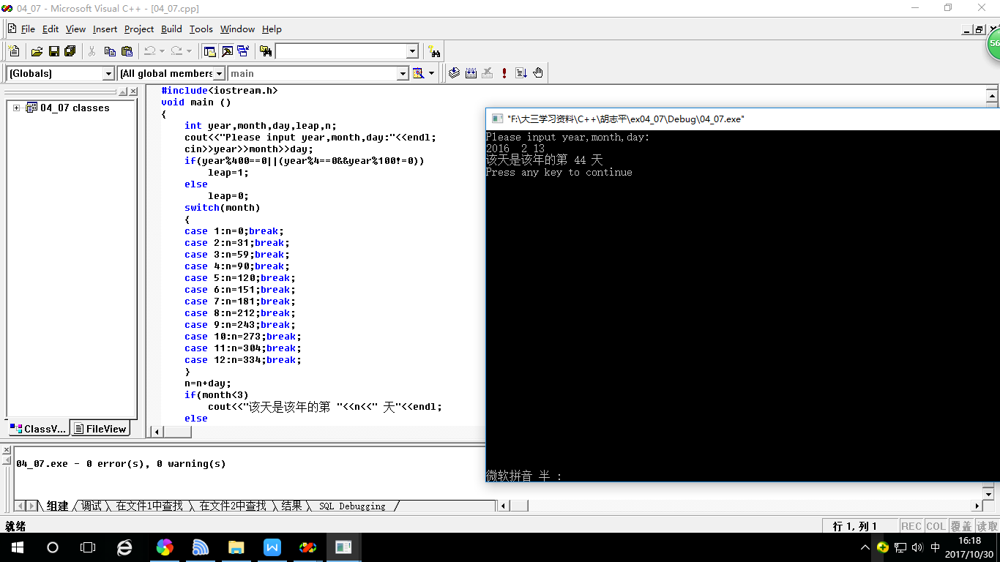 04_07 - Microsoft Visual C++ - [04_07.cpp]
File Edit View Insert Project Build Tools Window Help
56
(Globals) (All global members main
04_07 classes
#include<iostream.h>
void main ()
{
int year,month,day,leap,n;
cout<<"Please input year,month,day:"<<endl;
cin>>year>>month>>day;
if(year%400==0||(year%4==0&&year%100!=0))
leap=1;
else
leap=0;
switch(month)
{
case 1:n=0;break;
case 2:n=31;break;
case 3:n=59;break;
case 4:n=90;break;
case 5:n=120;break;
case 6:n=151;break;
case 7:n=181;break;
case 8:n=212;break;
case 9:n=243;break;
case 10:n=273;break;
case 11:n=304;break;
case 12:n=334;break;
}
n=n+day;
if(month<3)
cout<<"该天是该年的第 "<<n<<" 天"<<endl;
else
"F:\大三学习资料\C++\胡志平\ex04_07\Debug\04_07.exe"
Please input year,month,day:
2016  2 13
该天是该年的第 44 天
Press any key to continue
微软拼音 半 :
ClassV... FileView
04_07.exe - 0 error(s), 0 warning(s)
组建 调试 在文件1中查找 在文件2中查找 结果 SQL Debugging
就绪 行 1, 列 1 REC COL 覆盖 读取
中 16:18
2017/10/30